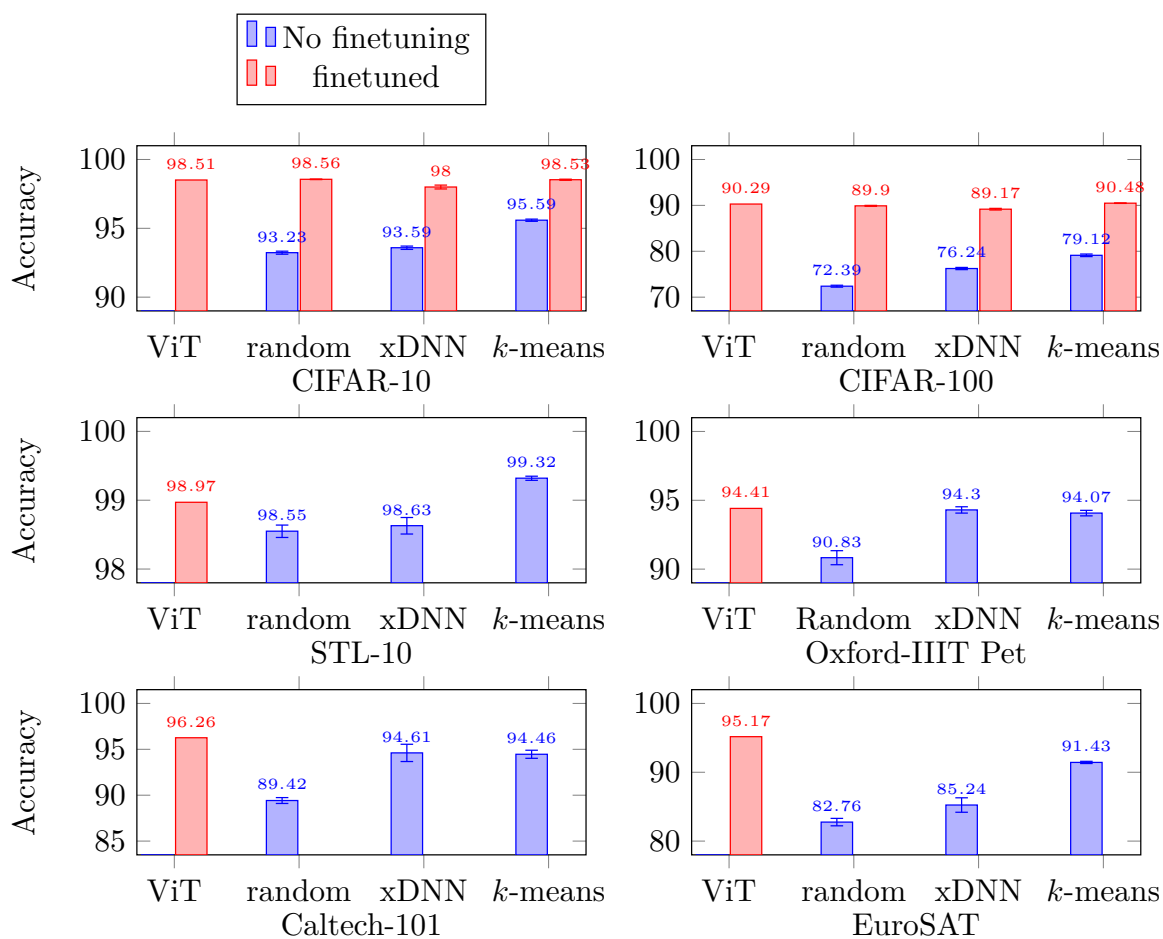 No finetuning
finetuned
Accuracy
100
95
90
98.51
98.56
98
98.53
93.23
93.59
95.59
ViT random xDNN k-means
CIFAR-10
100
90
80
70
90.29
89.9
89.17
90.48
72.39
76.24
79.12
ViT random xDNN k-means
CIFAR-100
Accuracy
100
99
98
98.97
98.55
98.63
99.32
ViT random xDNN k-means
STL-10
100
95
90
94.41
90.83
94.3
94.07
ViT Random xDNN k-means
Oxford-IIIT Pet
Accuracy
100
95
90
85
96.26
89.42
94.61
94.46
ViT random xDNN k-means
Caltech-101
100
90
80
95.17
82.76
85.24
91.43
ViT random xDNN k-means
EuroSAT